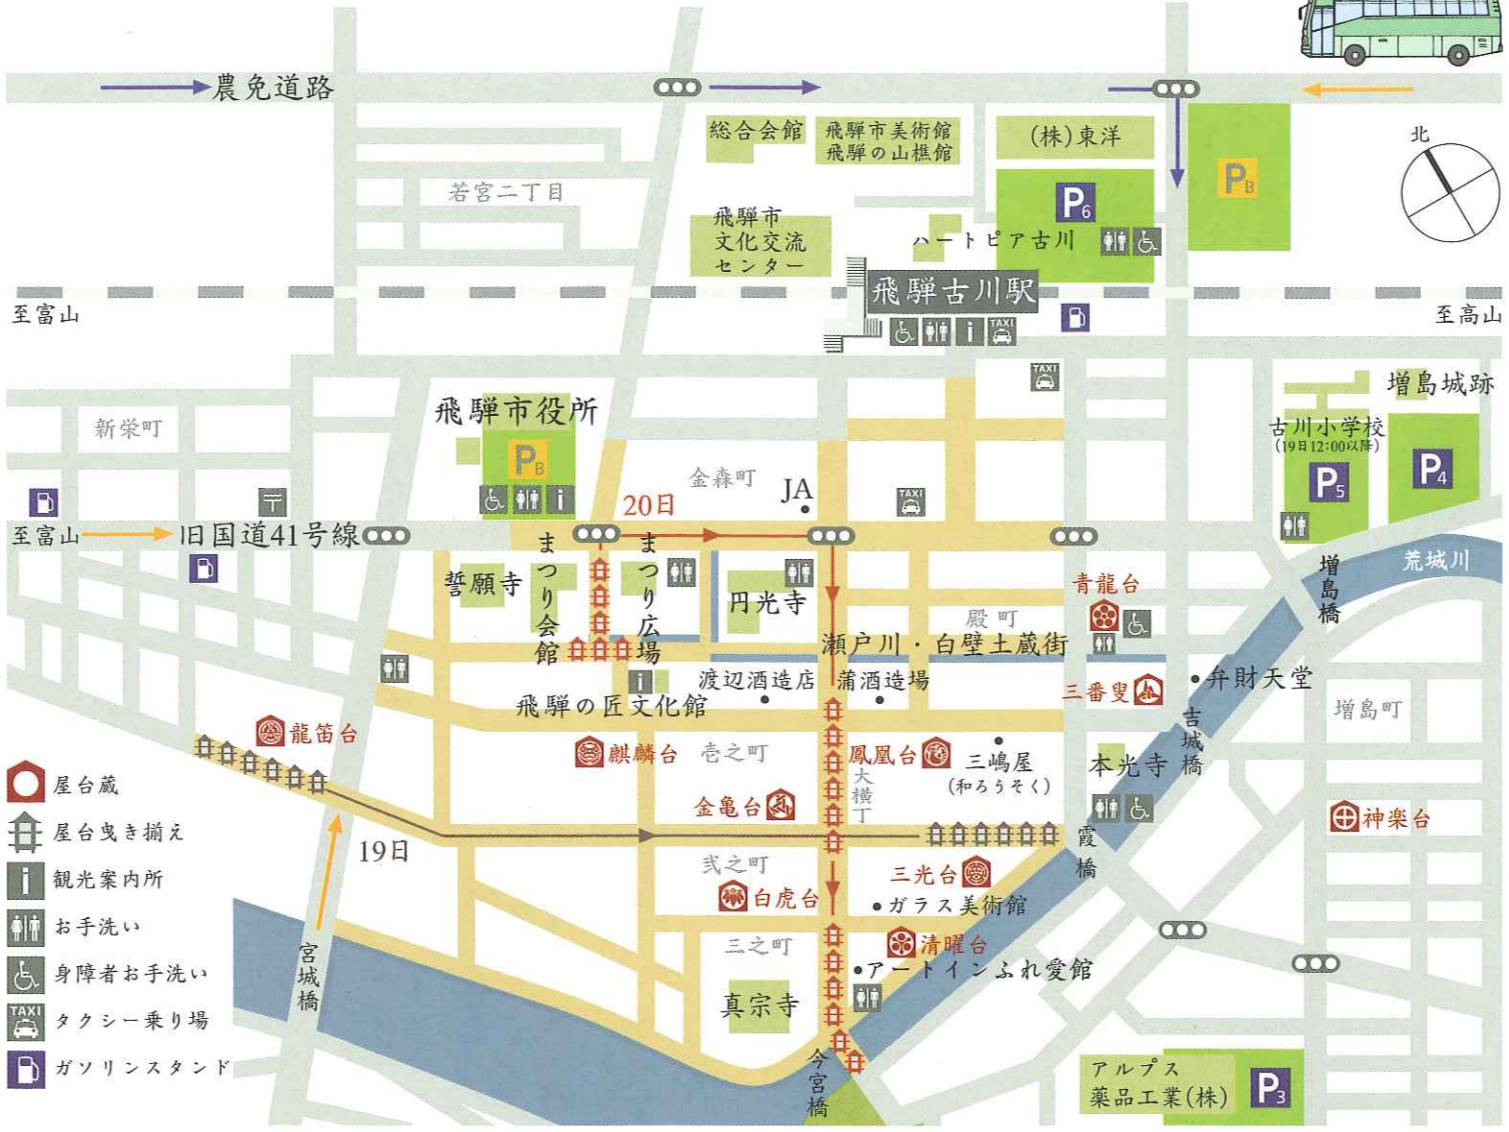 農免道路
総合会館
飛騨市美術館
飛騨の山樵館
(株)東洋
北
PB
P6
若宮二丁目
飛騨市
文化交流
センター
ハートピア古川
飛騨古川駅
至富山
至高山
i
TAXI
TAXI
飛騨市役所
新栄町
増島城跡
古川小学校
(19日12:00以降)
PB
P5
P4
金森町
JA
TAXI
i
〒
20日
至富山
旧国道41号線
荒城川
増島橋
まつり会館
まつり広場
誓願寺
円光寺
青龍台
殿町
瀬戸川・白壁土蔵街
i
渡辺酒造店
蒲酒造場
飛騨の匠文化館
三番叟
弁財天堂
吉城橋
増島町
龍笛台
麒麟台
壱之町
鳳凰台
大横丁
三嶋屋
(和ろうそく)
本光寺
金亀台
神楽台
霞橋
19日
弐之町
白虎台
三光台
ガラス美術館
三之町
清曜台
アートインふれ愛館
真宗寺
宮城橋
今宮橋
アルプス
薬品工業(株)
P3
屋台蔵
屋台曳き揃え
i
観光案内所
お手洗い
身障者お手洗い
TAXI
タクシー乗り場
ガソリンスタンド